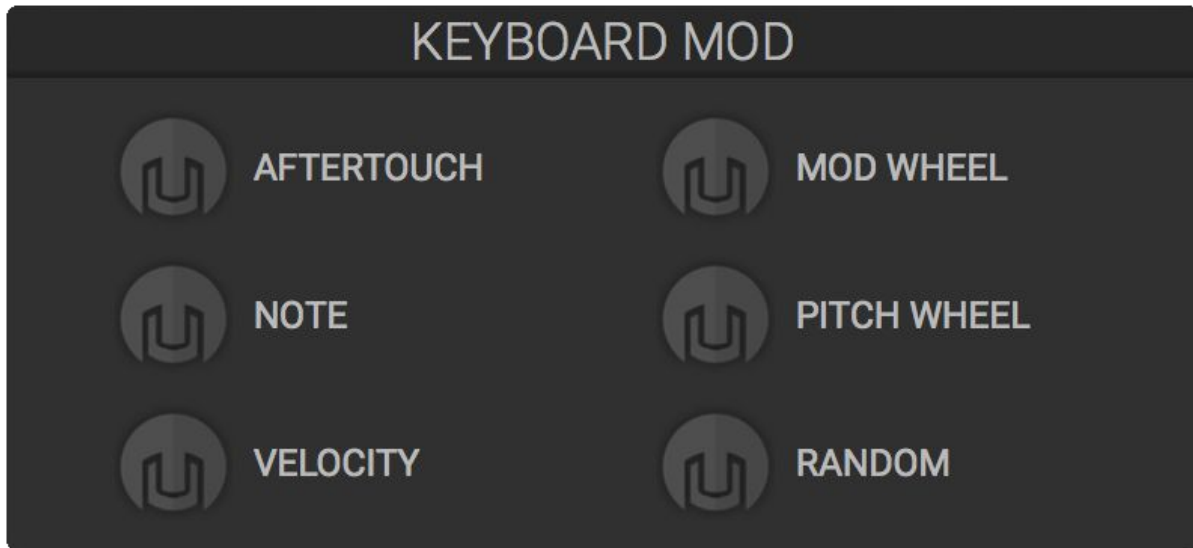 KEYBOARD MOD
AFTERTOUCH
MOD WHEEL
NOTE
PITCH WHEEL
VELOCITY
RANDOM